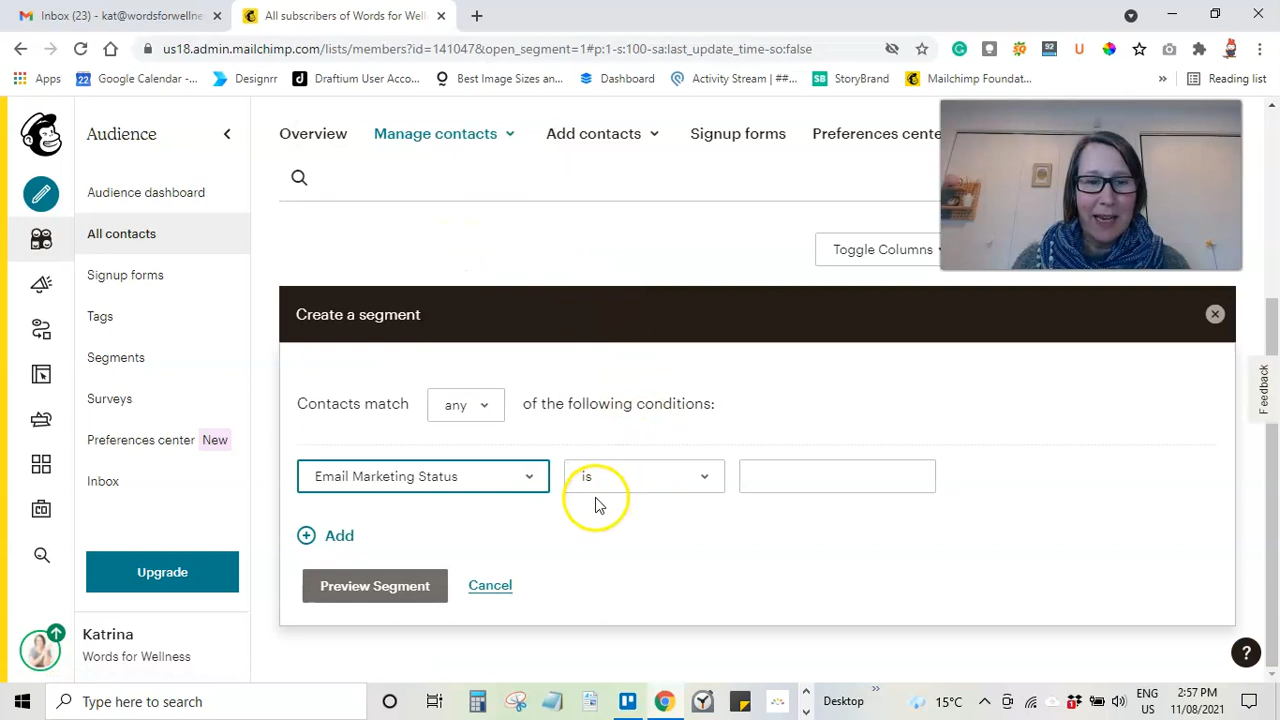 Inbox (23) - kat@wordsforwellne
All subscribers of Words for Well
us18.admin.mailchimp.com/lists/members?id=141047&open_segment=1#p:1-s:100-sa:last_update_time-so:false
Apps
22
Google Calendar -...
Designrr
Draftium User Acco...
Best Image Sizes an...
Dashboard
Activity Stream | ##...
SB StoryBrand
Mailchimp Foundat...
»
Reading list
92
U
Audience
Overview
Manage contacts
Add contacts
Signup forms
Preferences cente
Audience dashboard
All contacts
Signup forms
Tags
Segments
Surveys
Preferences center New
Inbox
Upgrade
Katrina
Words for Wellness
Toggle Columns
Create a segment
Contacts match any of the following conditions:
Email Marketing Status
is
Add
Preview Segment
Cancel
Feedback
?
Type here to search
Desktop
»
15°C
1
ENG
US
2:57 PM
11/08/2021